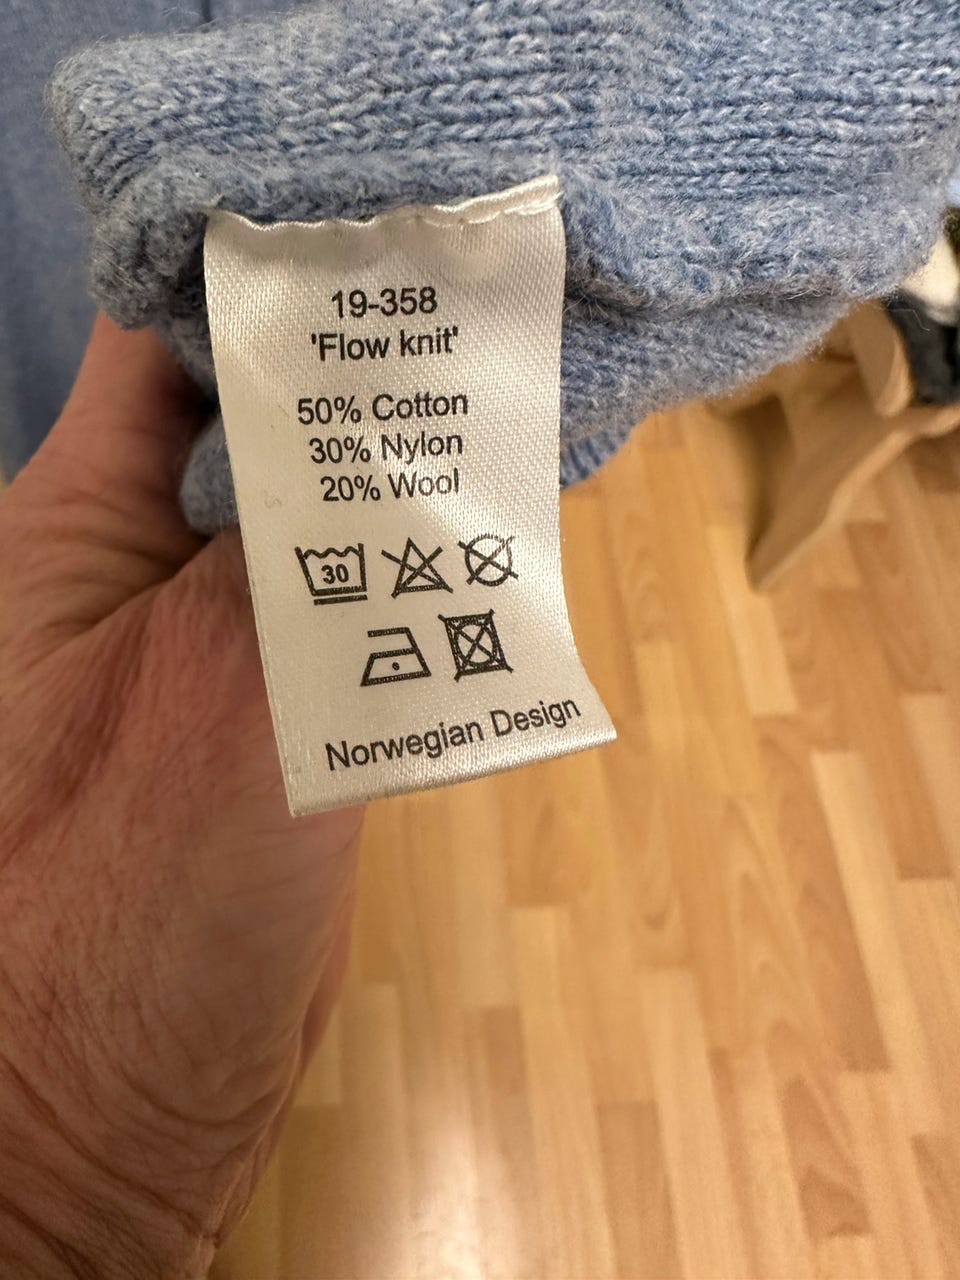 19-358
'Flow knit'
50% Cotton
30% Nylon
20% Wool
30
Norwegian Design